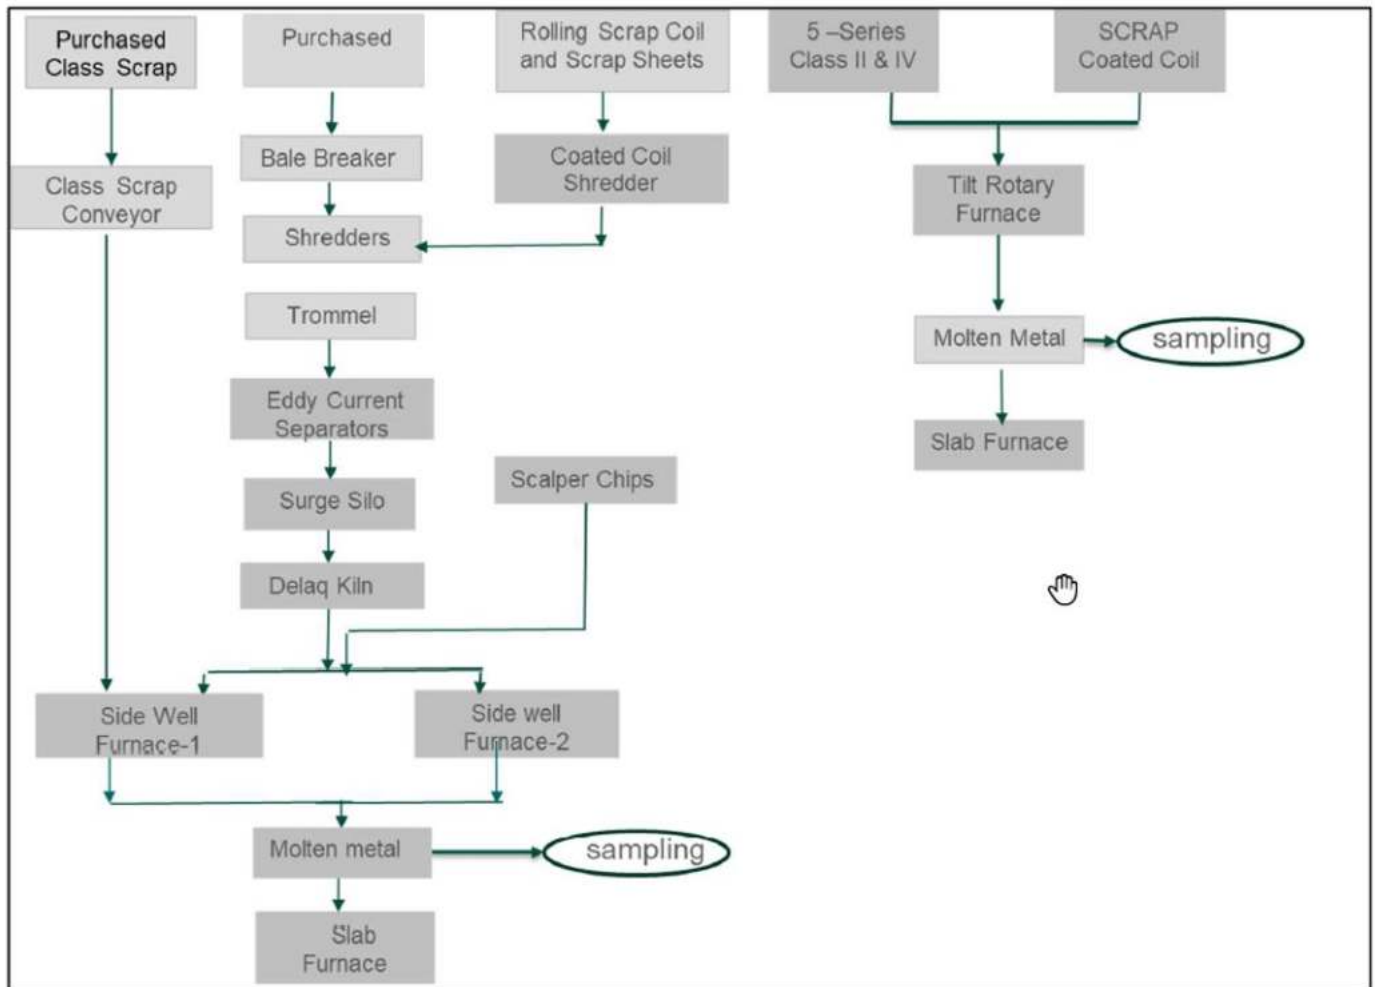 Purchased
Class Scrap
Purchased
Rolling Scrap Coil
and Scrap Sheets
5 –Series
Class II & IV
SCRAP
Coated Coil
Bale Breaker
Coated Coil
Shredder
Class Scrap
Conveyor
Tilt Rotary
Furnace
Shredders
Trommel
Molten Metal
sampling
Eddy Current
Separators
Slab Furnace
Scalper Chips
Surge Silo
Delaq Kiln
Side Well
Furnace-1
Side well
Furnace-2
Molten metal
sampling
Slab
Furnace